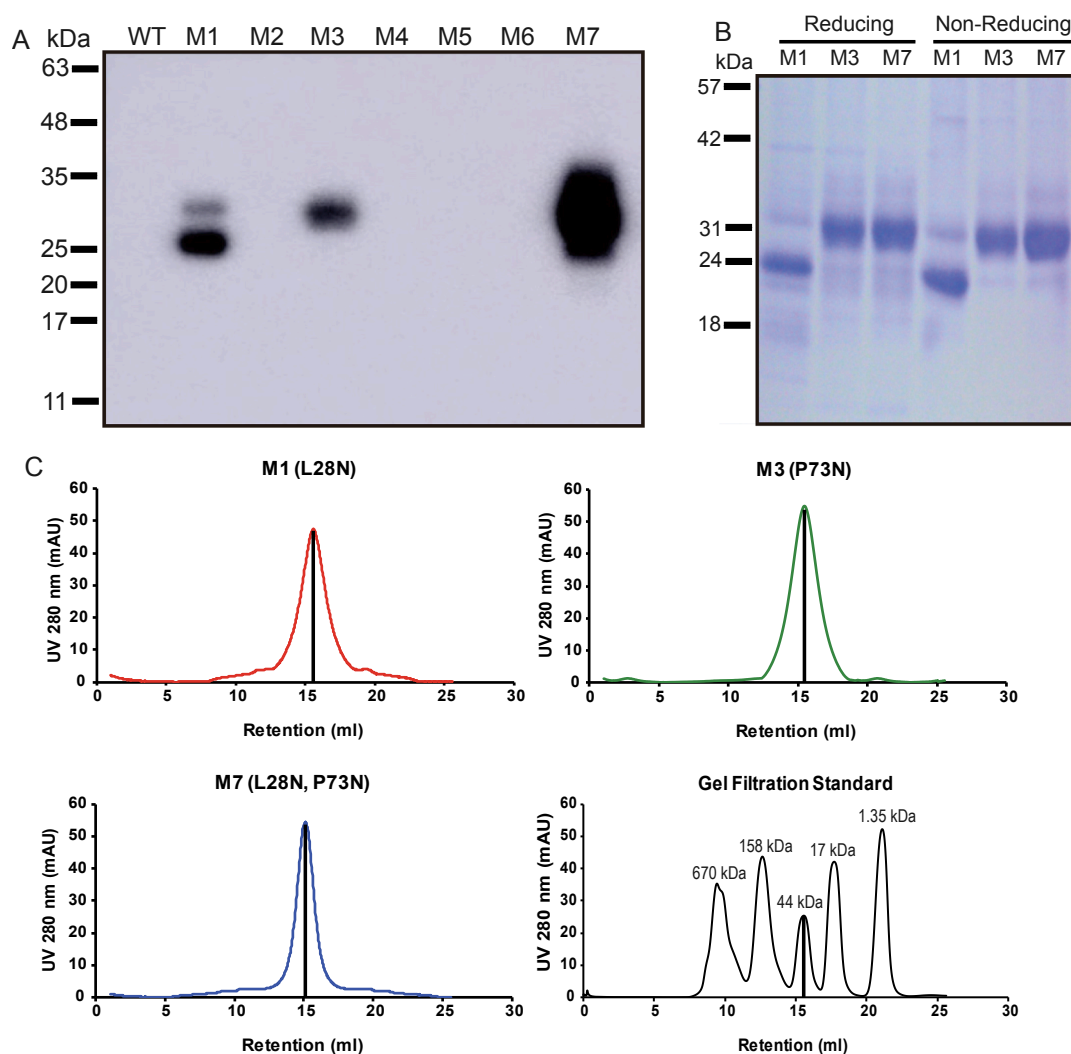 A
kDa WT M1 M2 M3 M4 M5 M6 M7
63
48
35
25
20
17
11
B
Reducing Non-Reducing
kDa M1 M3 M7 M1 M3 M7
57
42
31
24
18
C
M1 (L28N)
UV 280 nm (mAU)
60
50
40
30
20
10
0
0 5 10 15 20 25 30
Retention (ml)
M3 (P73N)
UV 280 nm (mAU)
60
50
40
30
20
10
0
0 5 10 15 20 25 30
Retention (ml)
M7 (L28N, P73N)
UV 280 nm (mAU)
60
50
40
30
20
10
0
0 5 10 15 20 25 30
Retention (ml)
Gel Filtration Standard
UV 280 nm (mAU)
60
50
40
30
20
10
0
670 kDa
158 kDa
44 kDa
17 kDa
1.35 kDa
0 5 10 15 20 25 30
Retention (ml)